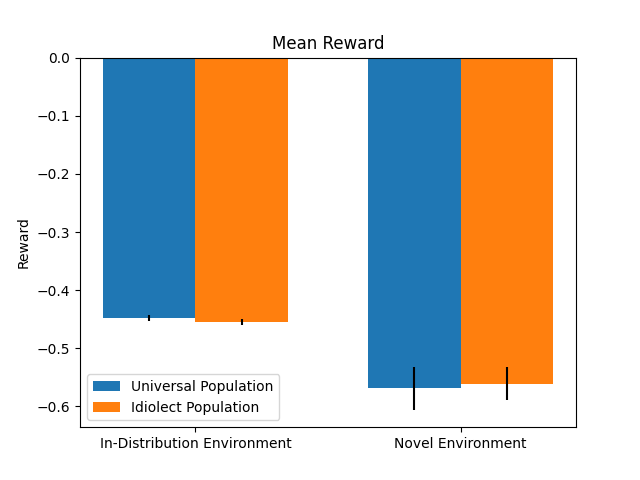 Mean Reward
0.0
−0.1
−0.2
−0.3
−0.4
−0.5
−0.6
Reward
Universal Population
Idiolect Population
In-Distribution Environment
Novel Environment